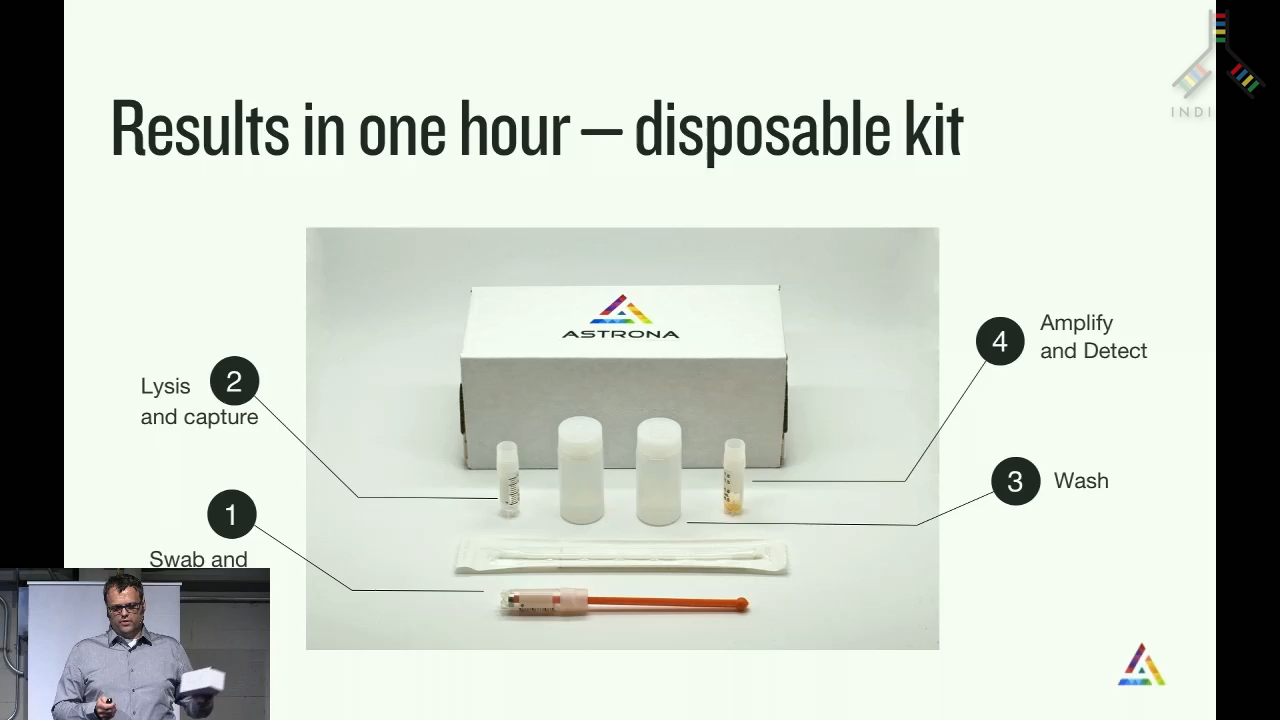 Results in one hour – disposable kit
INDI
ASTRONA
2
Lysis
and capture
1
Swab and
4
Amplify
and Detect
3
Wash